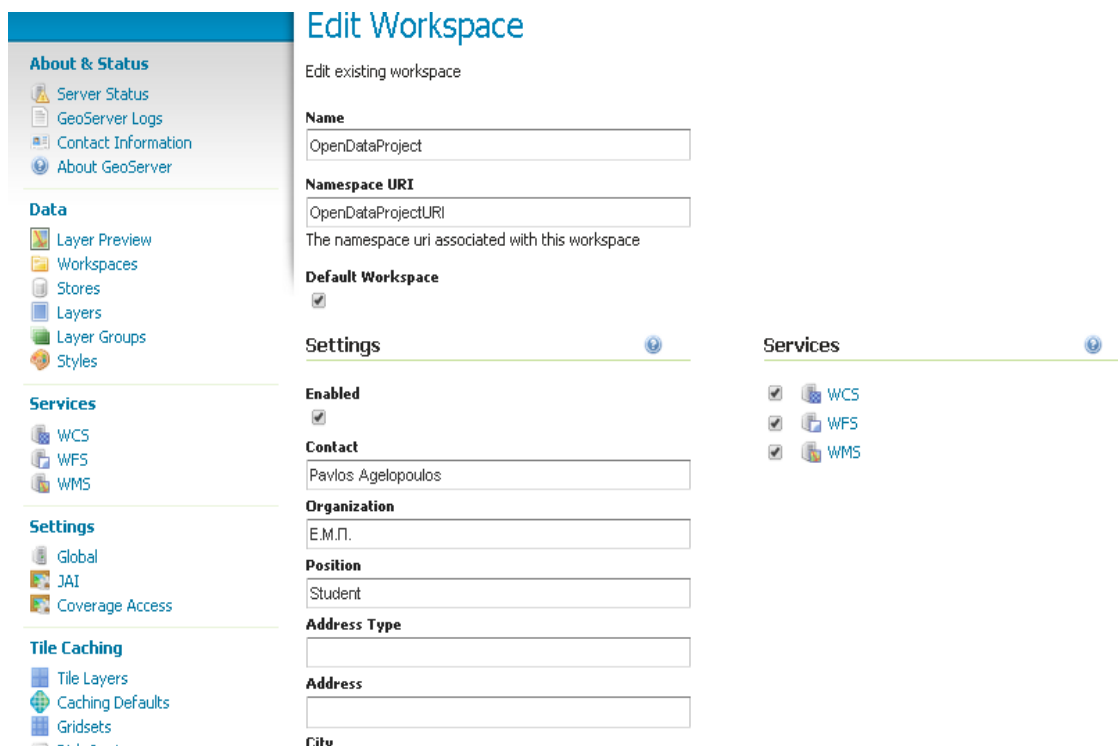 Edit Workspace
Edit existing workspace
About & Status
Server Status
GeoServer Logs
Contact Information
About GeoServer
Data
Layer Preview
Workspaces
Stores
Layers
Layer Groups
Styles
Services
WCS
WFS
WMS
Settings
Global
JAI
Coverage Access
Tile Caching
Tile Layers
Caching Defaults
Gridsets
Name
OpenDataProject
Namespace URI
OpenDataProjectURI
The namespace uri associated with this workspace
Default Workspace
Settings
Enabled
Contact
Pavlos Agelopoulos
Organization
Ε.Μ.Π.
Position
Student
Address Type
Address
City
Services
WCS
WFS
WMS